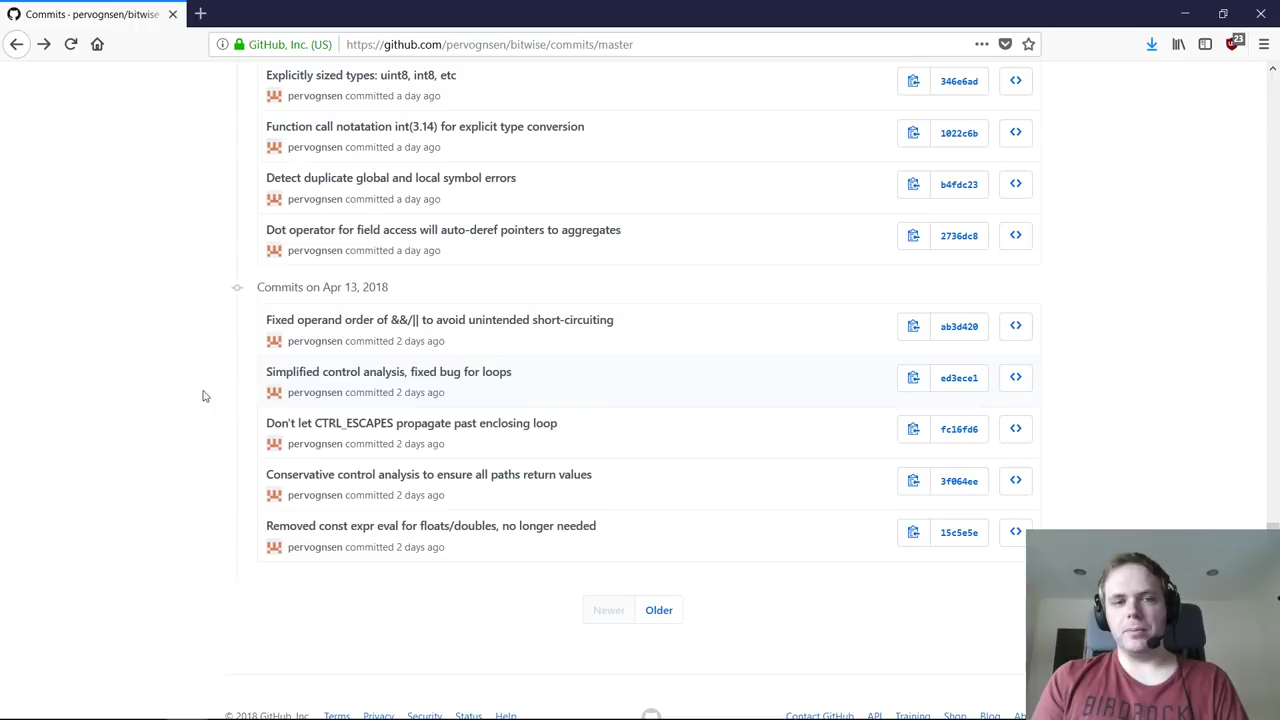 Commits · pervognsen/bitwise
GitHub, Inc. (US)
https://github.com/pervognsen/bitwise/commits/master
23
Explicitly sized types: uint8, int8, etc
346e6ad
pervognsen committed a day ago
Function call notatation int(3.14) for explicit type conversion
1022c6b
pervognsen committed a day ago
Detect duplicate global and local symbol errors
b4fdc23
pervognsen committed a day ago
Dot operator for field access will auto-deref pointers to aggregates
2736dc8
pervognsen committed a day ago
Commits on Apr 13, 2018
Fixed operand order of &&/|| to avoid unintended short-circuiting
ab3d420
pervognsen committed 2 days ago
Simplified control analysis, fixed bug for loops
ed3ece1
pervognsen committed 2 days ago
Don't let CTRL_ESCAPES propagate past enclosing loop
fc16fd6
pervognsen committed 2 days ago
Conservative control analysis to ensure all paths return values
3f064ee
pervognsen committed 2 days ago
Removed const expr eval for floats/doubles, no longer needed
15c5e5e
pervognsen committed 2 days ago
Newer Older
© 2018 GitHub, Inc. Terms Privacy Security Status Help Contact GitHub API Training Shop Blog